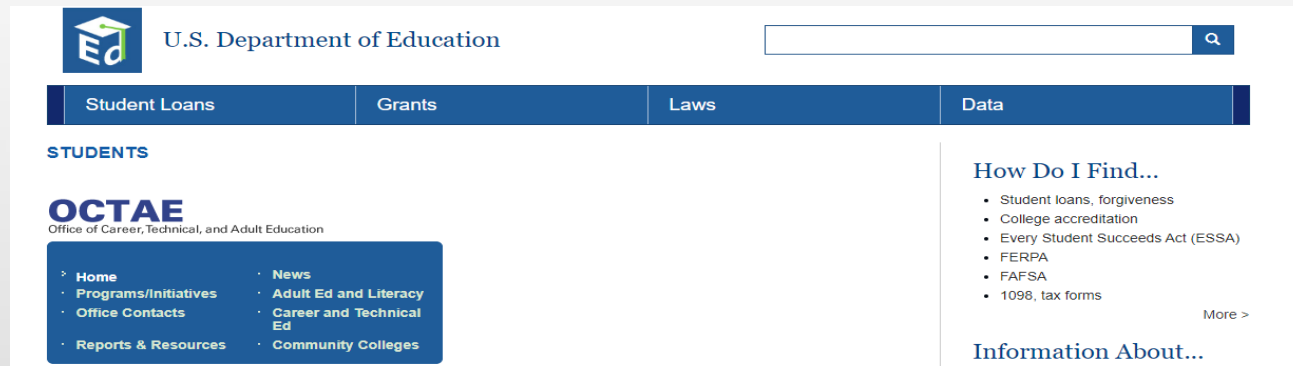 Ed
U.S. Department of Education
Student Loans
Grants
Laws
Data
STUDENTS
OCTAE
Office of Career, Technical, and Adult Education
Home
Programs/Initiatives
Office Contacts
Reports & Resources
News
Adult Ed and Literacy
Career and Technical
Ed
Community Colleges
How Do I Find...
Student loans, forgiveness
College accreditation
Every Student Succeeds Act (ESSA)
FERPA
FAFSA
1098, tax forms
More >
Information About...